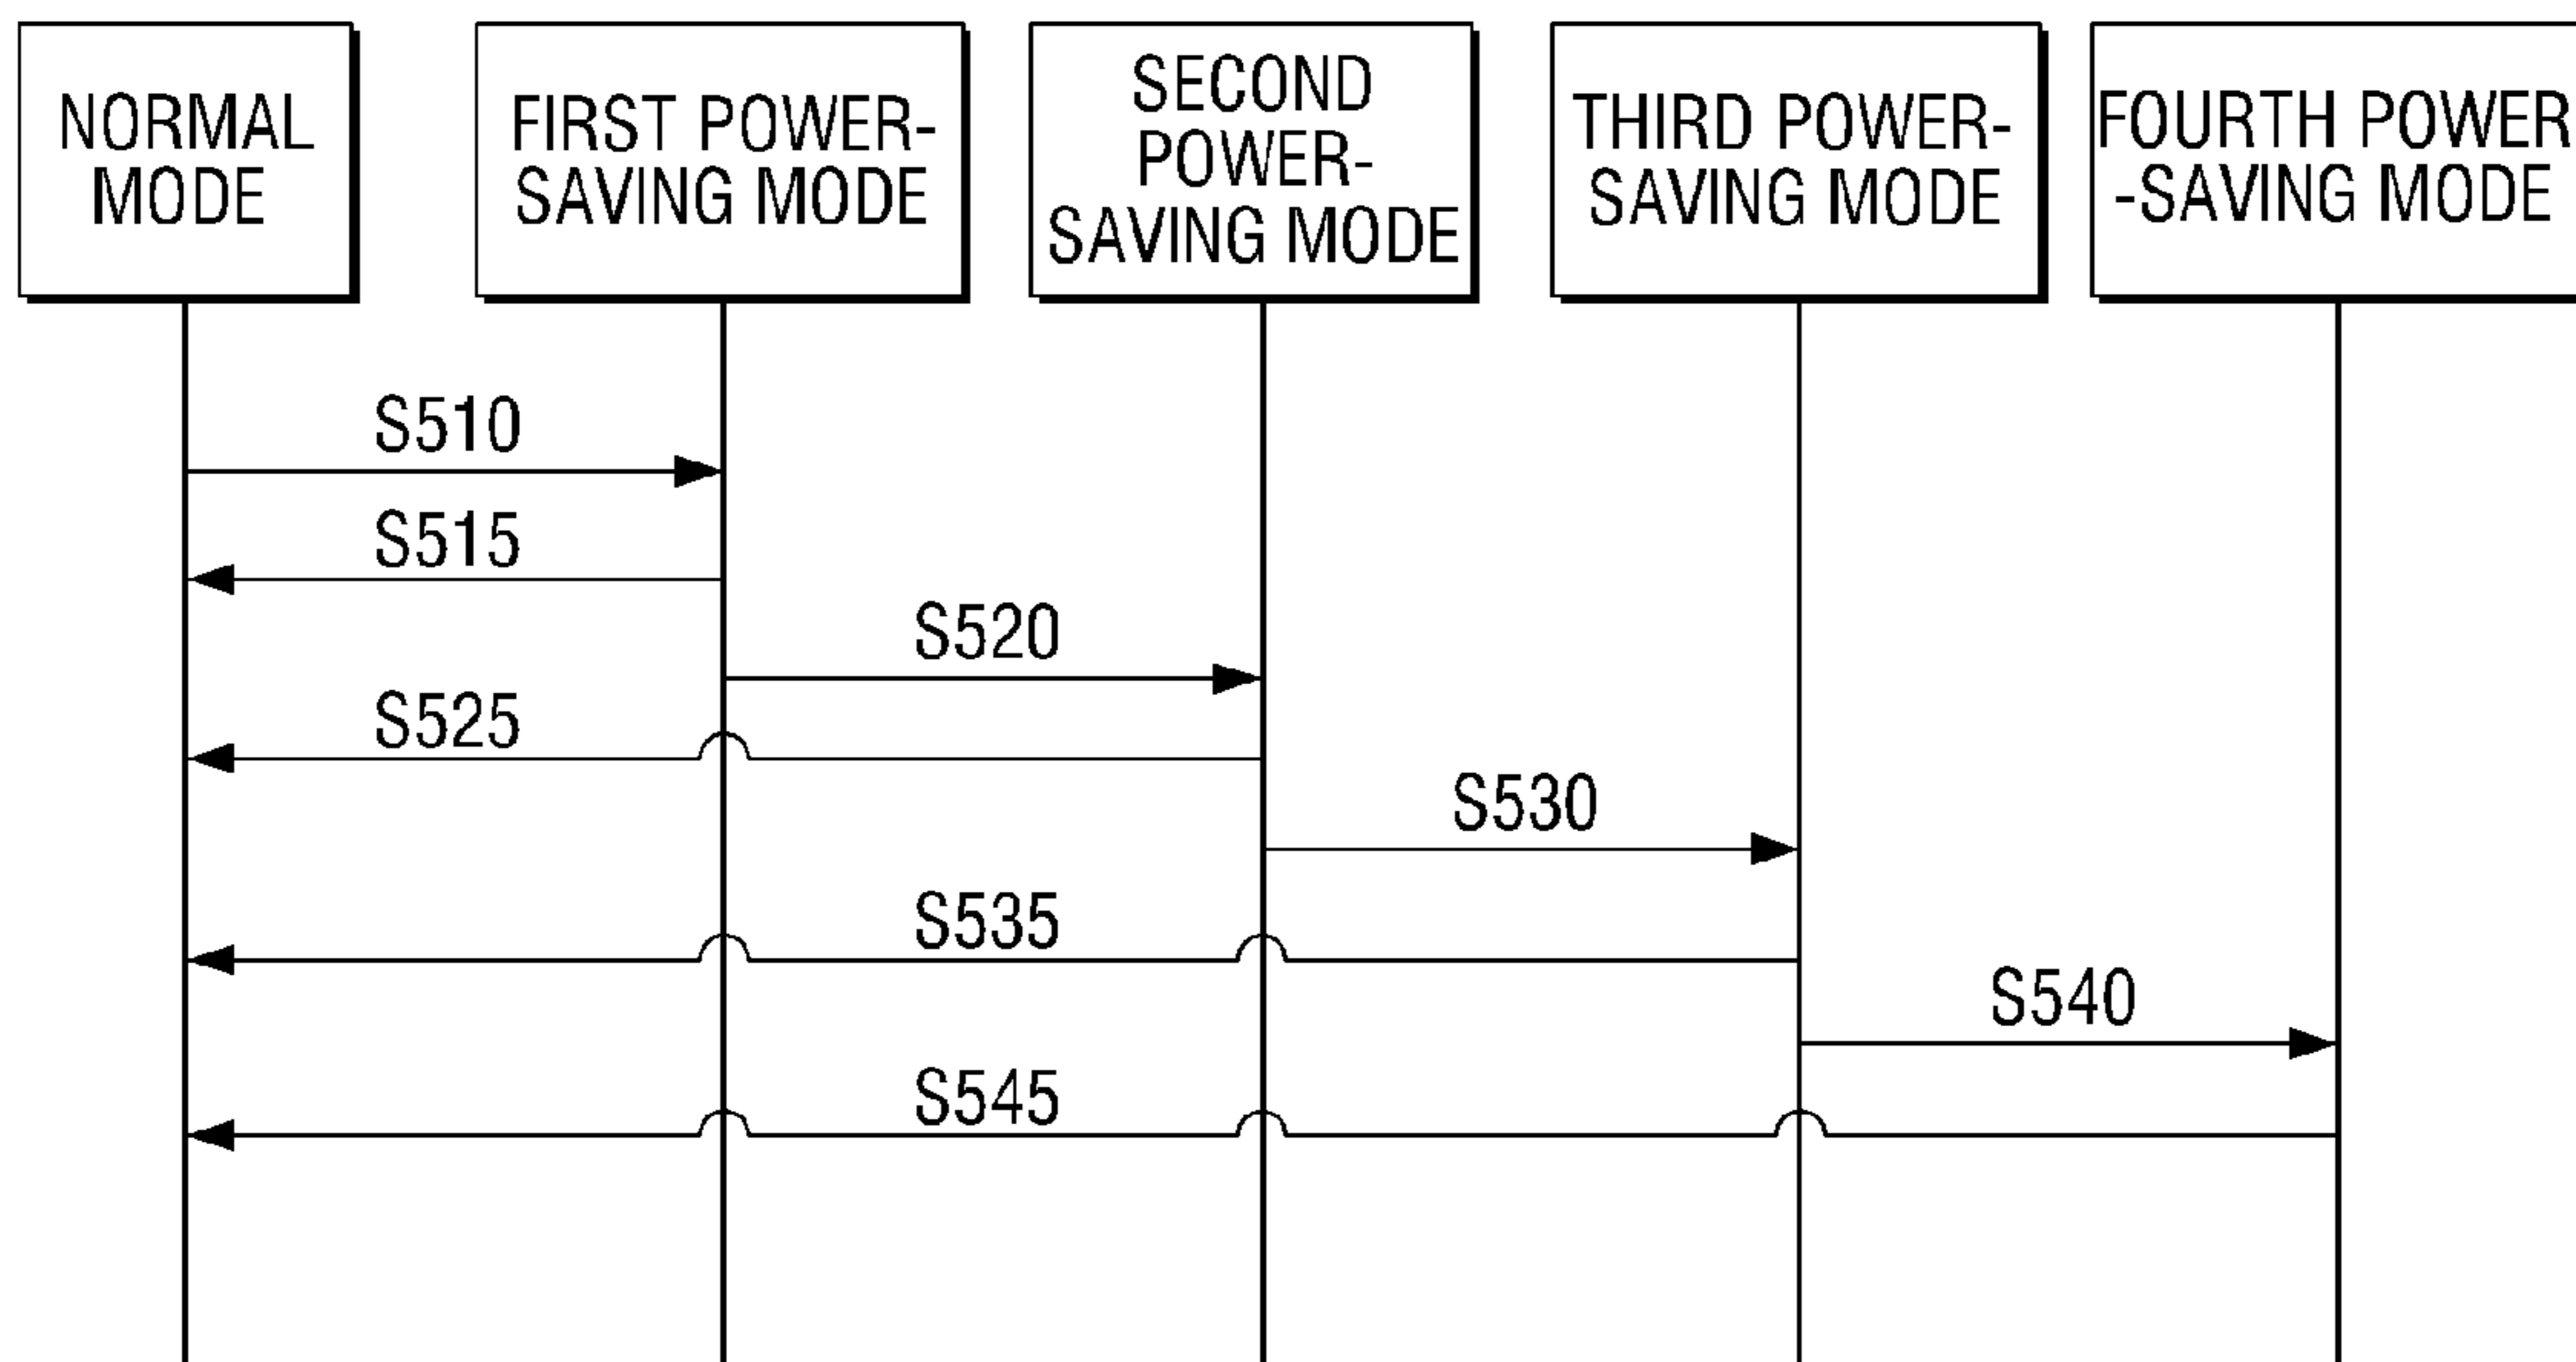 NORMAL
MODE
FIRST POWER-
SAVING MODE
SECOND
POWER-
SAVING MODE
THIRD POWER-
SAVING MODE
FOURTH POWER
-SAVING MODE
S510
S515
S520
S525
S530
S535
S540
S545